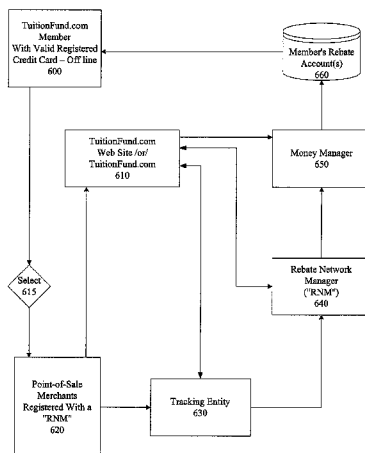 TuitionFund.com
Member
With Valid Registered
Credit Card – Off line
600
Member's Rebate
Account(s)
660
TuitionFund.com
Web Site /or/
TuitionFund.com
610
Money Manager
650
Select
615
Rebate Network
Manager
("RNM")
640
Point-of-Sale
Merchants
Registered With a
"RNM"
620
Tracking Entity
630